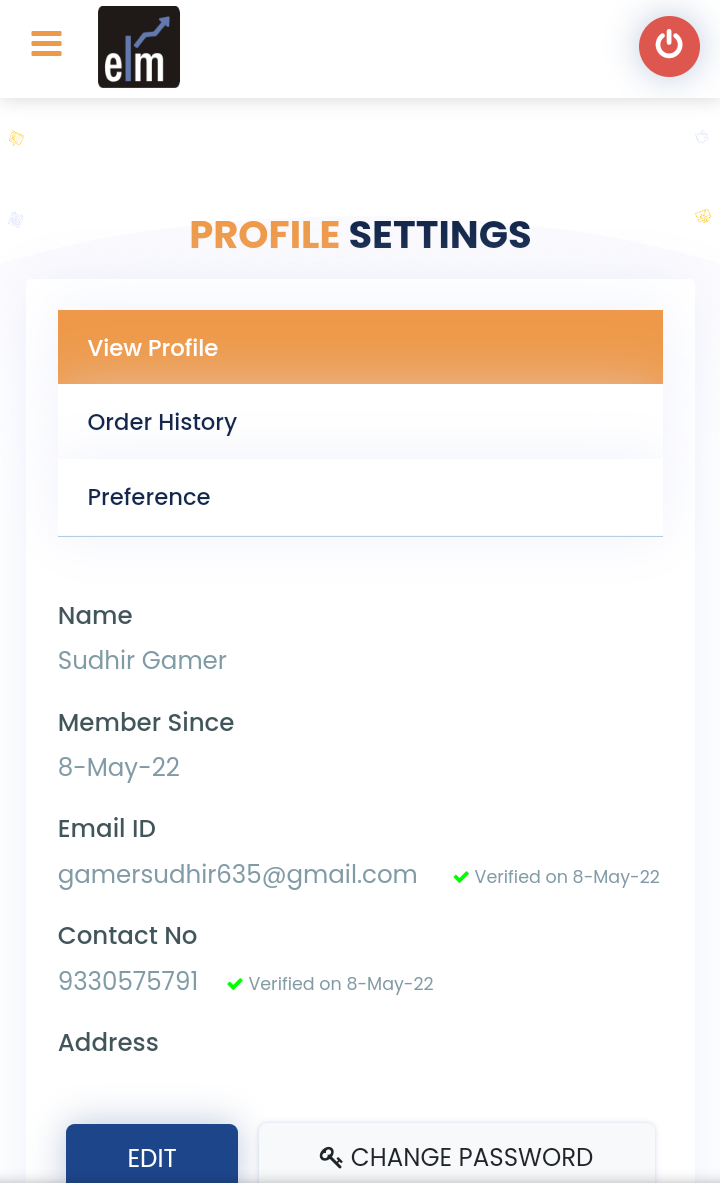 elm
PROFILE SETTINGS
View Profile
Order History
Preference
Name
Sudhir Gamer
Member Since
8-May-22
Email ID
gamersudhir635@gmail.com Verified on 8-May-22
Contact No
9330575791 Verified on 8-May-22
Address
EDIT CHANGE PASSWORD